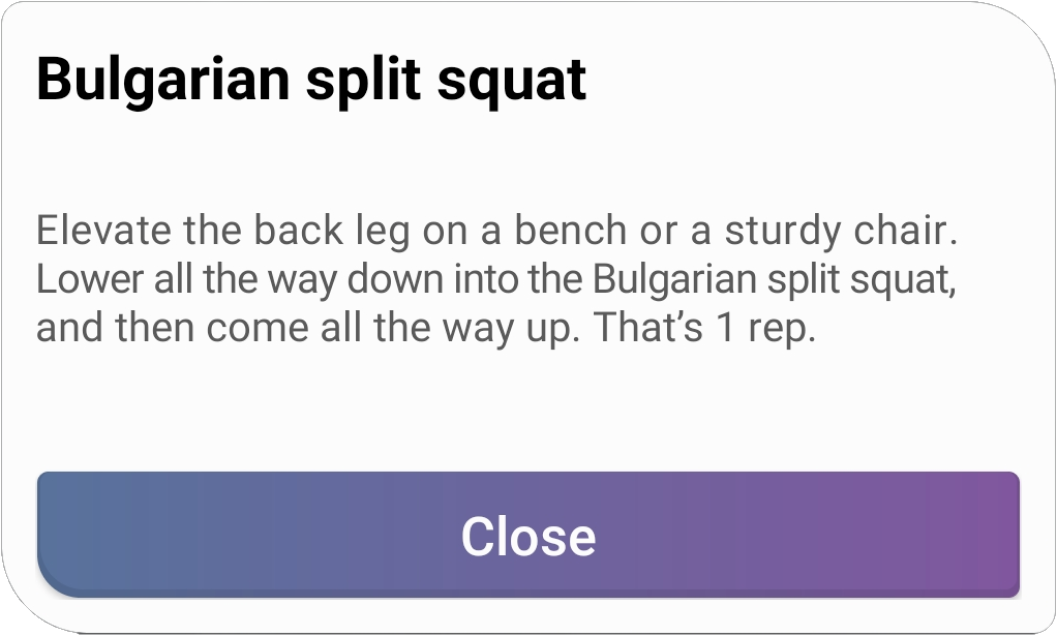 Bulgarian split squat
Elevate the back leg on a bench or a sturdy chair.
Lower all the way down into the Bulgarian split squat,
and then come all the way up. That’s 1 rep.
Close